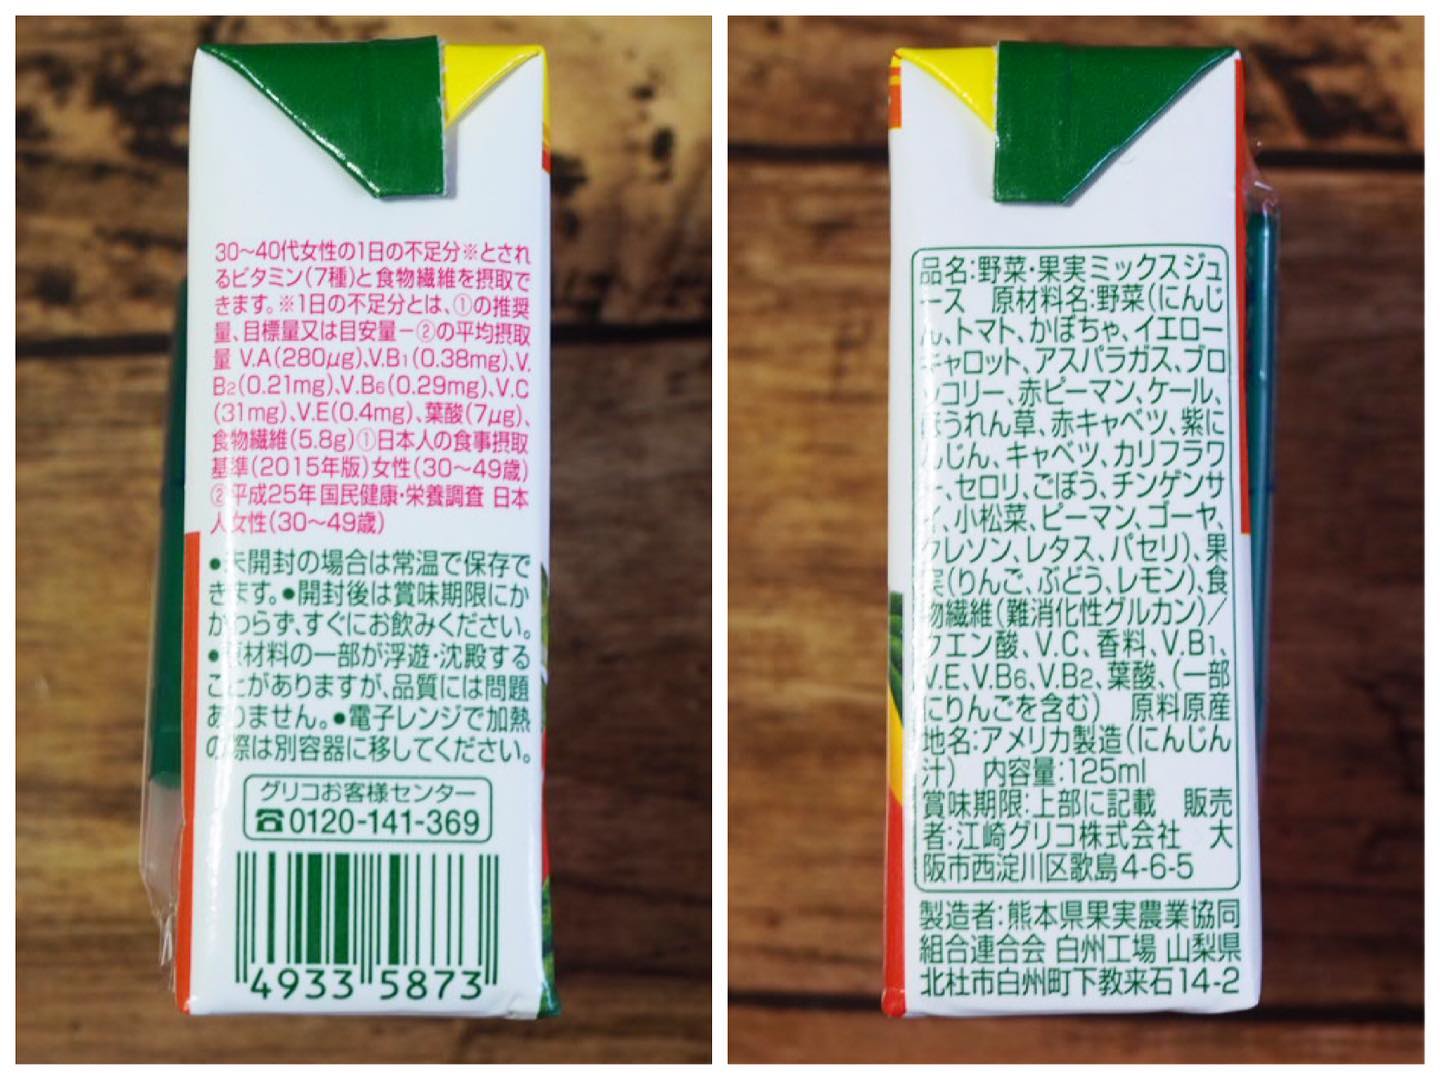 30〜40代女性の1日の不足分※とされ
るビタミン(7種)と食物繊維を摂取で
きます。※1日の不足分とは、①の推奨
量、目標量又は目安量－②の平均摂取
量 V.A(280μg)、V.B1(0.38mg)、V.
B2(0.21mg)、V.B6(0.29mg)、V.C
(31mg)、V.E(0.4mg)、葉酸(7μg)、
食物繊維(5.8g)①日本人の食事摂取
基準(2015年版)女性(30〜49歳)
②平成25年国民健康・栄養調査 日本
人女性(30〜49歳)
●未開封の場合は常温で保存で
きます。●開封後は賞味期限にか
かわらず、すぐにお飲みください。
●原材料の一部が浮遊・沈殿する
ことがありますが、品質には問題
ありません。●電子レンジで加熱
の際は別容器に移してください。
グリコお客様センター
☎0120-141-369
4933 5873
品名:野菜・果実ミックスジュ
ース 原材料名:野菜(にんじ
ん、トマト、かぼちゃ、イエロー
キャロット、アスパラガス、ブロ
ッコリー、赤ピーマン、ケール、
ほうれん草、赤キャベツ、紫に
んじん、キャベツ、カリフラワ
ー、セロリ、ごぼう、チンゲンサ
イ、小松菜、ピーマン、ゴーヤ、
クレソン、レタス、パセリ)、果
実(りんご、ぶどう、レモン)、食
物繊維(難消化性グルカン)／
クエン酸、V.C、香料、V.B1、
V.E、V.B6、V.B2、葉酸、(一部
にりんごを含む) 原料原産
地名:アメリカ製造(にんじん
汁) 内容量:125ml
賞味期限:上部に記載 販売
者:江崎グリコ株式会社 大
阪市西淀川区歌島4-6-5
製造者:熊本県果実農業協同
組合連合会 白州工場 山梨県
北杜市白州町下教来石14-2